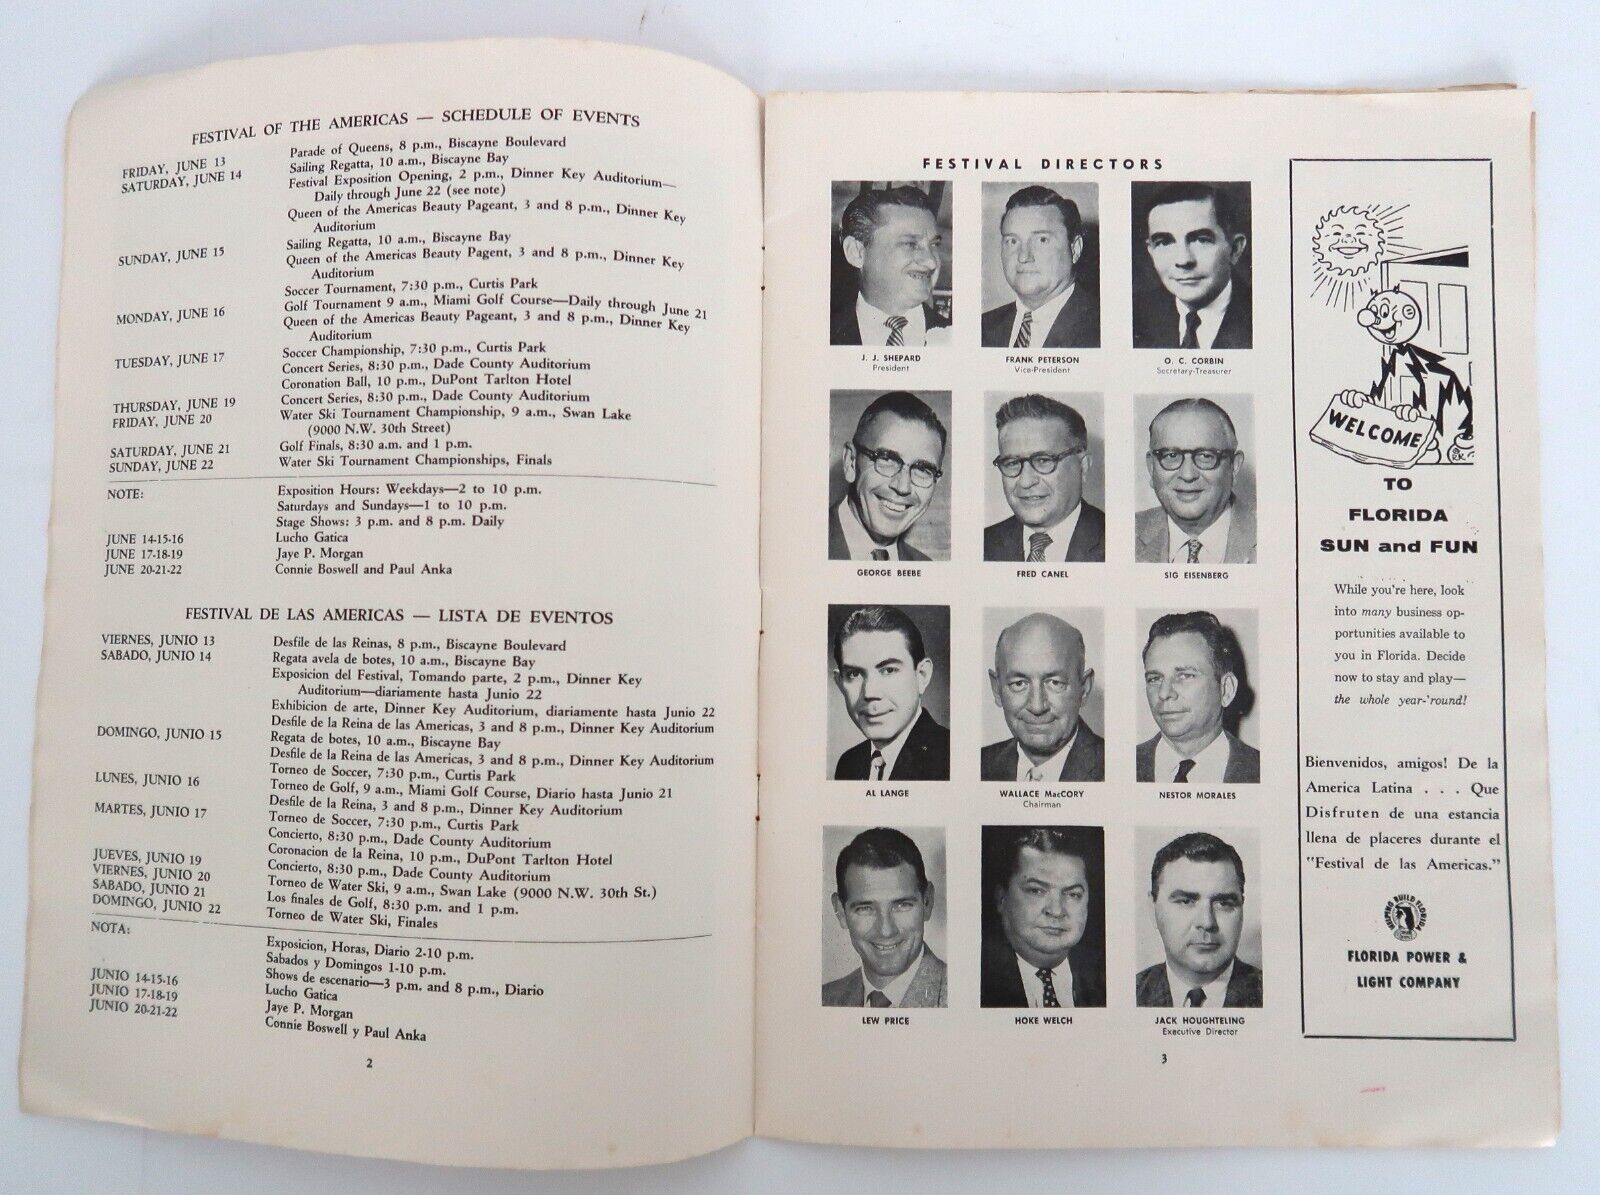 FESTIVAL OF THE AMERICAS — SCHEDULE OF EVENTS
FRIDAY, JUNE 13 Parade of Queens, 8 p.m., Biscayne Boulevard
SATURDAY, JUNE 14 Sailing Regatta, 10 a.m., Biscayne Bay
Festival Exposition Opening, 2 p.m., Dinner Key Auditorium—
Daily through June 22 (see note)
Queen of the Americas Beauty Pageant, 3 and 8 p.m., Dinner Key
Auditorium
SUNDAY, JUNE 15 Sailing Regatta, 10 a.m., Biscayne Bay
Queen of the Americas Beauty Pagent, 3 and 8 p.m., Dinner Key
Auditorium
Soccer Tournament, 7:30 p.m., Curtis Park
MONDAY, JUNE 16 Golf Tournament 9 a.m., Miami Golf Course—Daily through June 21
Queen of the Americas Beauty Pageant, 3 and 8 p.m., Dinner Key
Auditorium
TUESDAY, JUNE 17 Soccer Championship, 7:30 p.m., Curtis Park
Concert Series, 8:30 p.m., Dade County Auditorium
Coronation Ball, 10 p.m., DuPont Tarlton Hotel
THURSDAY, JUNE 19 Concert Series, 8:30 p.m., Dade County Auditorium
FRIDAY, JUNE 20 Water Ski Tournament Championship, 9 a.m., Swan Lake
(9000 N.W. 30th Street)
SATURDAY, JUNE 21 Golf Finals, 8:30 a.m. and 1 p.m.
SUNDAY, JUNE 22 Water Ski Tournament Championships, Finals
NOTE: Exposition Hours: Weekdays—2 to 10 p.m.
Saturdays and Sundays—1 to 10 p.m.
Stage Shows: 3 p.m. and 8 p.m. Daily
JUNE 14-15-16 Lucho Gatica
JUNE 17-18-19 Jaye P. Morgan
JUNE 20-21-22 Connie Boswell and Paul Anka
FESTIVAL DE LAS AMERICAS — LISTA DE EVENTOS
VIERNES, JUNIO 13 Desfile de las Reinas, 8 p.m., Biscayne Boulevard
SABADO, JUNIO 14 Regata avela de botes, 10 a.m., Biscayne Bay
Exposicion del Festival, Tomando parte, 2 p.m., Dinner Key
Auditorium—diariamente hasta Junio 22
Exhibicion de arte, Dinner Key Auditorium, diariamente hasta Junio 22
Desfile de la Reina de las Americas, 3 and 8 p.m., Dinner Key Auditorium
DOMINGO, JUNIO 15 Regata de botes, 10 a.m., Biscayne Bay
Desfile de la Reina de las Americas, 3 and 8 p.m., Dinner Key Auditorium
Torneo de Soccer, 7:30 p.m., Curtis Park
LUNES, JUNIO 16 Torneo de Golf, 9 a.m., Miami Golf Course, Diario hasta Junio 21
Desfile de la Reina, 3 and 8 p.m., Dinner Key Auditorium
MARTES, JUNIO 17 Torneo de Soccer, 7:30 p.m., Curtis Park
Concierto, 8:30 p.m., Dade County Auditorium
Coronacion de la Reina, 10 p.m., DuPont Tarlton Hotel
JUEVES, JUNIO 19 Concierto, 8:30 p.m., Dade County Auditorium
VIERNES, JUNIO 20 Torneo de Water Ski, 9 a.m., Swan Lake (9000 N.W. 30th St.)
SABADO, JUNIO 21 Los finales de Golf, 8:30 p.m. and 1 p.m.
DOMINGO, JUNIO 22 Torneo de Water Ski, Finales
NOTA: Exposicion, Horas, Diario 2-10 p.m.
Sabados y Domingos 1-10 p.m.
Shows de escenario—3 p.m. and 8 p.m., Diario
JUNIO 14-15-16 Lucho Gatica
JUNIO 17-18-19 Jaye P. Morgan
JUNIO 20-21-22 Connie Boswell y Paul Anka
2
FESTIVAL DIRECTORS
J. J. SHEPARD FRANK PETERSON O. C. CORBIN
President Vice-President Secretary-Treasurer
GEORGE BEEBE FRED CANEL SIG EISENBERG
AL LANGE WALLACE MacCORY NESTOR MORALES
Chairman
LEW PRICE HOKE WELCH JACK HOUGHTELING
Executive Director
3
WELCOME
©RK
TO
FLORIDA
SUN and FUN
While you're here, look
into many business op-
portunities available to
you in Florida. Decide
now to stay and play—
the whole year-'round!
Bienvenidos, amigos! De la
America Latina . . . Que
Disfruten de una estancia
llena de placeres durante el
"Festival de las Americas."
HELPING BUILD FLORIDA
FLORIDA POWER &
LIGHT COMPANY